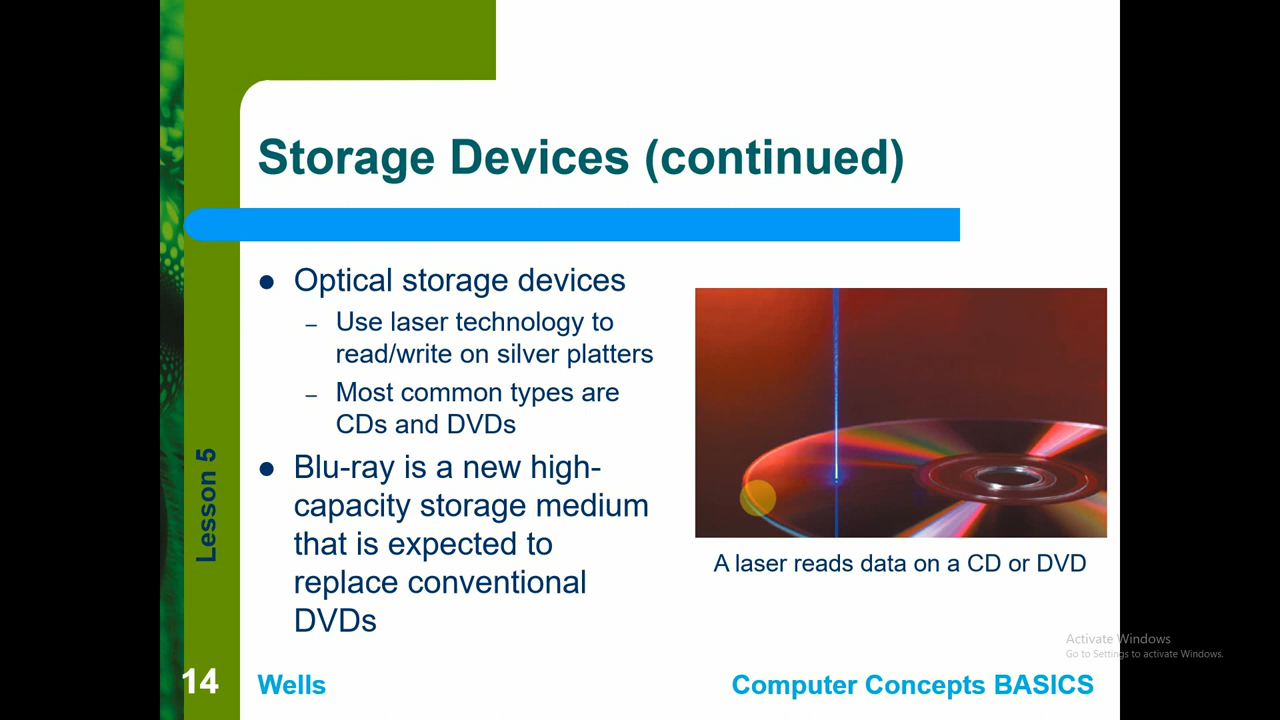 Storage Devices (continued)
● Optical storage devices
– Use laser technology to
read/write on silver platters
– Most common types are
CDs and DVDs
● Blu-ray is a new high-
capacity storage medium
that is expected to
replace conventional
DVDs
A laser reads data on a CD or DVD
Lesson 5
Activate Windows
Go to Settings to activate Windows.
14
Wells
Computer Concepts BASICS